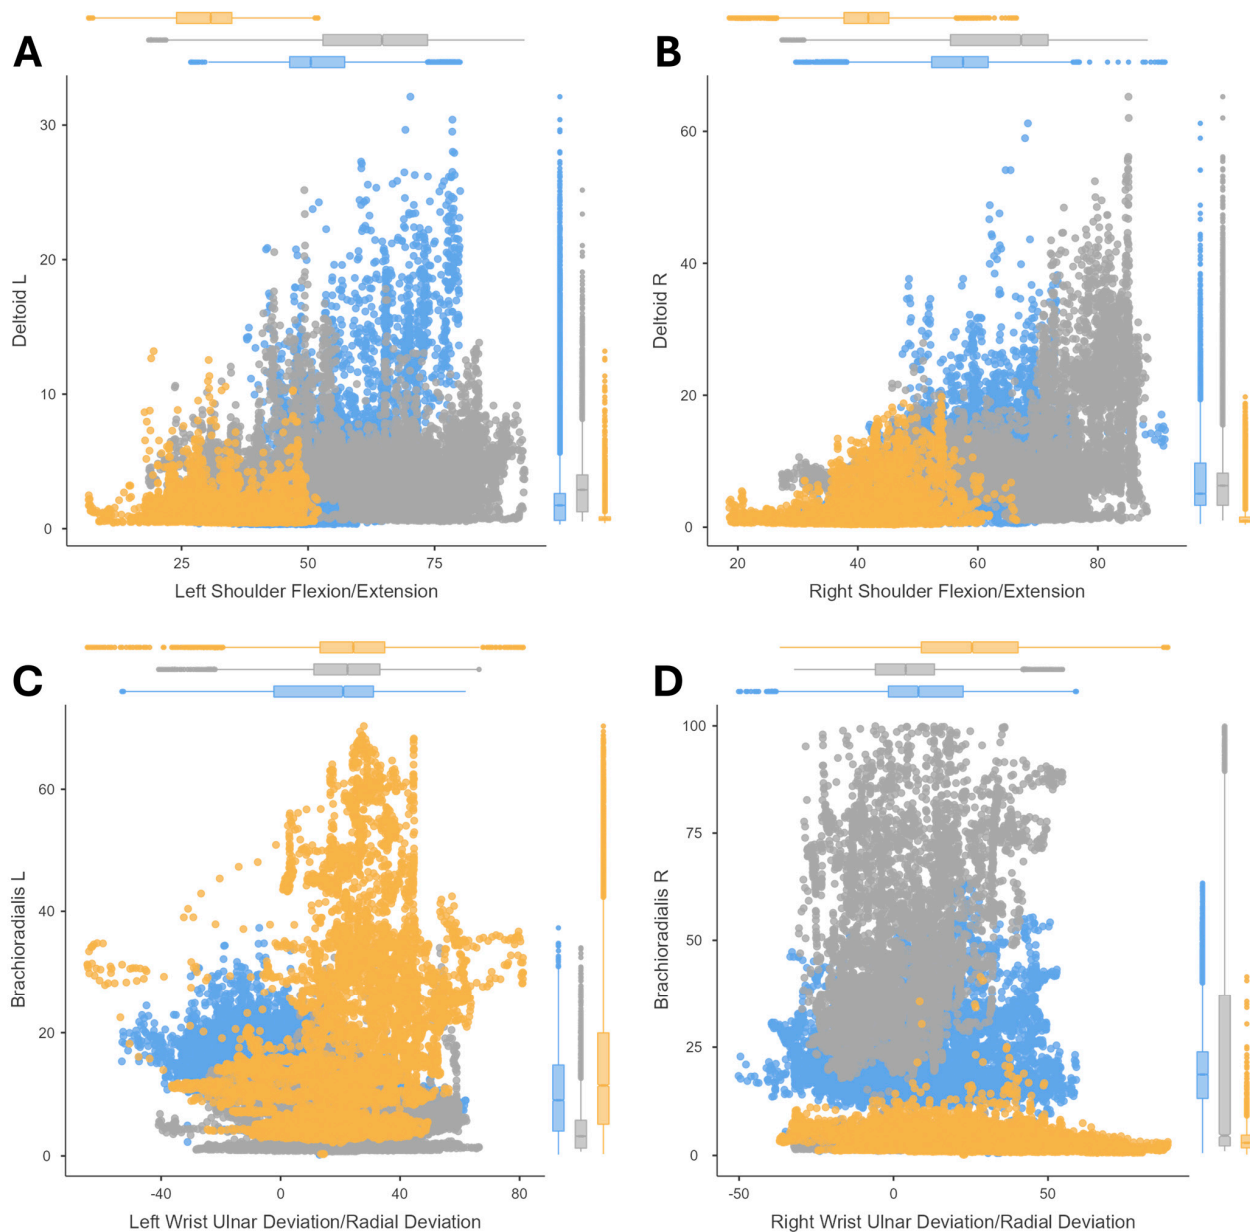 A
B
30
20
10
0
Deltoid L
25
50
75
Left Shoulder Flexion/Extension
60
40
20
0
Deltoid R
20
40
60
80
Right Shoulder Flexion/Extension
C
D
60
40
20
0
Brachioradialis L
-40
0
40
80
Left Wrist Ulnar Deviation/Radial Deviation
100
75
50
25
0
Brachioradialis R
-50
0
50
Right Wrist Ulnar Deviation/Radial Deviation